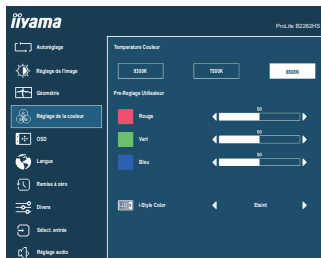 iiyama
ProLite B2282HS
Autoréglage
Réglage de l'image
Géométrie
Réglage de la couleur
OSD
Langue
Remise à zéro
Divers
Sélect. entrée
Réglage audio
Temperature Couleur
9300K
7500K
6500K
Pre-Reglage Utilisateur
50
Rouge
50
Vert
50
Bleu
i-Style Color
Eteint